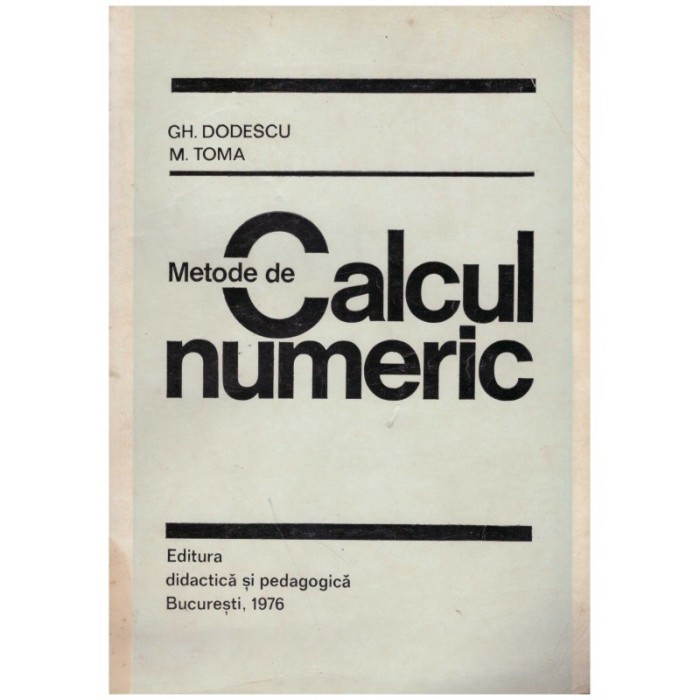 GH. DODESCU
M. TOMA
Metode de Calcul
numeric
Editura
didactică și pedagogică
București, 1976